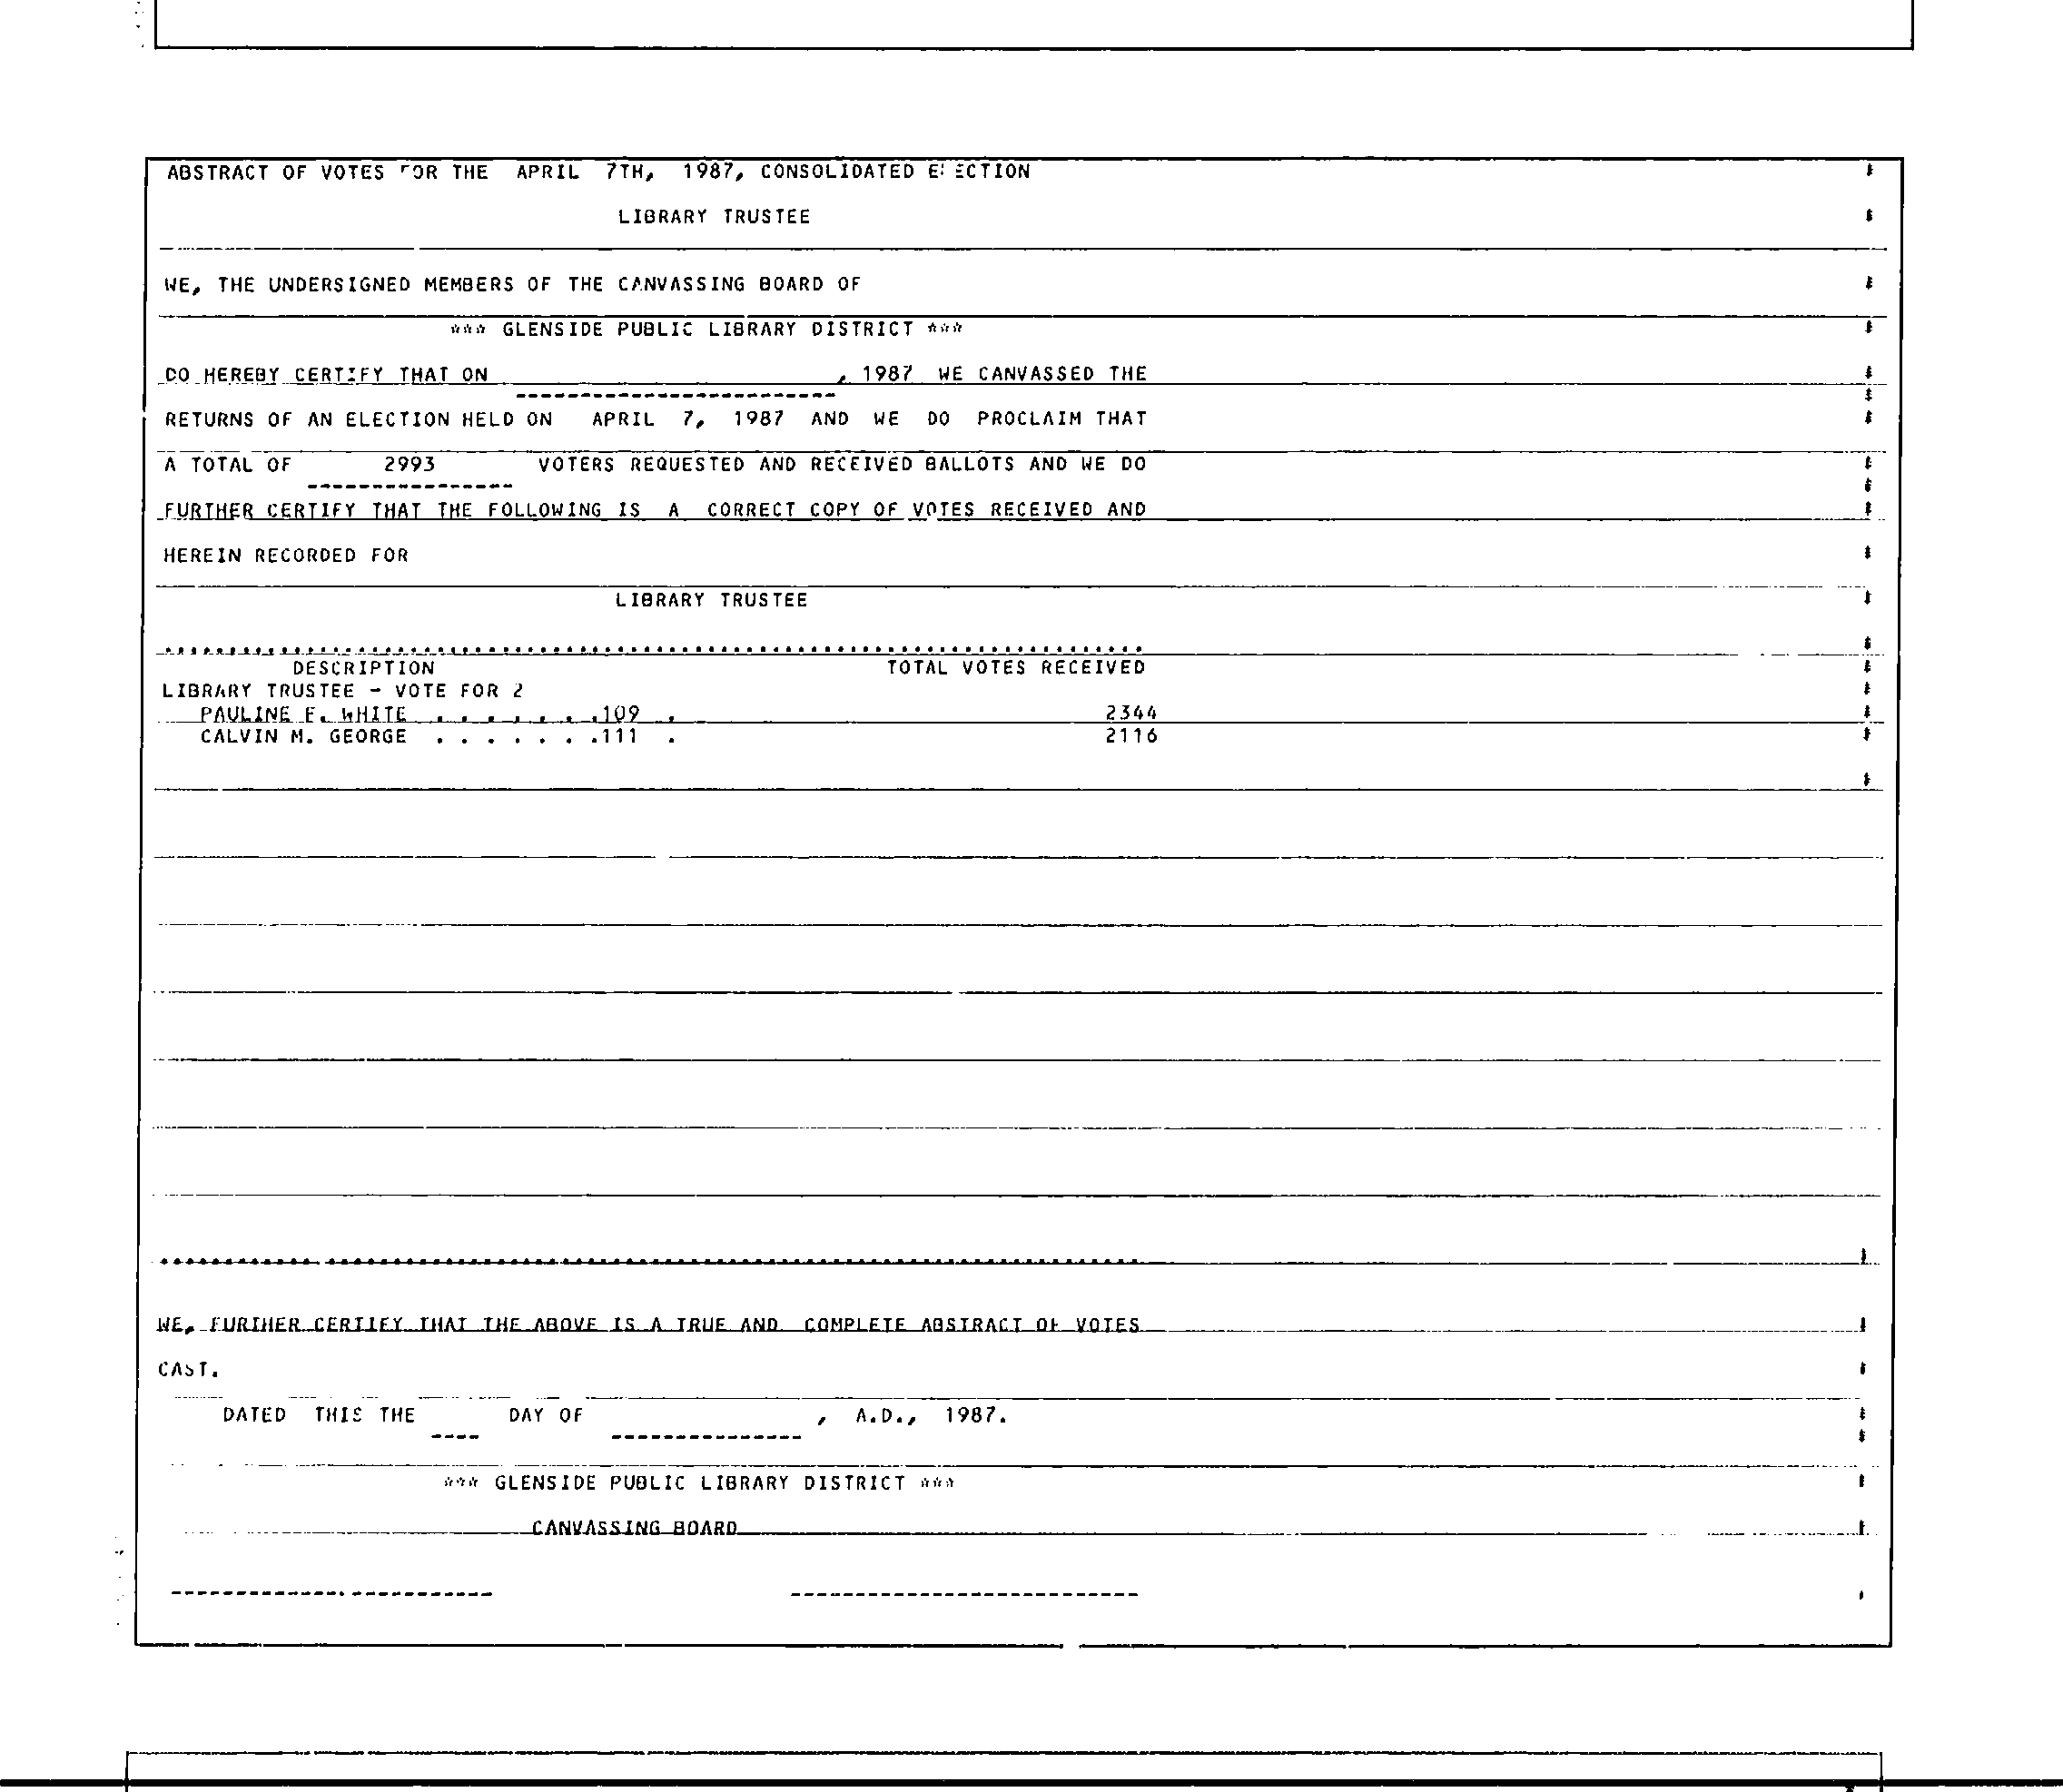 ABSTRACT OF VOTES FOR THE APRIL 7TH, 1987, CONSOLIDATED ELECTION
LIBRARY TRUSTEE
WE, THE UNDERSIGNED MEMBERS OF THE CANVASSING BOARD OF
*** GLENSIDE PUBLIC LIBRARY DISTRICT ***
DO HEREBY CERTIFY THAT ON , 1987 WE CANVASSED THE
RETURNS OF AN ELECTION HELD ON APRIL 7, 1987 AND WE DO PROCLAIM THAT
A TOTAL OF 2993 VOTERS REQUESTED AND RECEIVED BALLOTS AND WE DO
FURTHER CERTIFY THAT THE FOLLOWING IS A CORRECT COPY OF VOTES RECEIVED AND
HEREIN RECORDED FOR
LIBRARY TRUSTEE
DESCRIPTION TOTAL VOTES RECEIVED
LIBRARY TRUSTEE - VOTE FOR 2
PAULINE F. WHITE . . . . . . .109 . 2344
CALVIN M. GEORGE . . . . . . .111 . 2116
WE, FURTHER CERTIFY THAT THE ABOVE IS A TRUE AND COMPLETE ABSTRACT OF VOTES
CAST.
DATED THIS THE ---- DAY OF --------------- , A.D., 1987.
*** GLENSIDE PUBLIC LIBRARY DISTRICT ***
CANVASSING BOARD